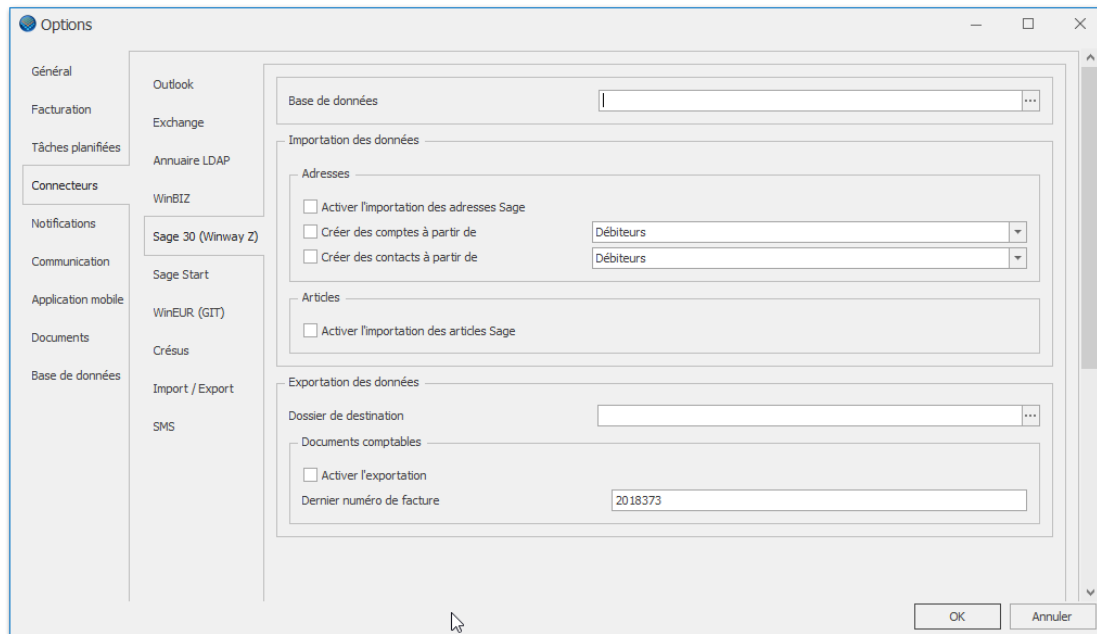 Options
Général
Facturation
Tâches planifiées
Connecteurs
Notifications
Communication
Application mobile
Documents
Base de données
Outlook
Exchange
Annuaire LDAP
WinBIZ
Sage 30 (Winway Z)
Sage Start
WinEUR (GIT)
Crésus
Import / Export
SMS
Base de données
...
Importation des données
Adresses
Activer l'importation des adresses Sage
Créer des comptes à partir de Débiteurs
Créer des contacts à partir de Débiteurs
Articles
Activer l'importation des articles Sage
Exportation des données
Dossier de destination
...
Documents comptables
Activer l'exportation
Dernier numéro de facture 2018373
OK Annuler